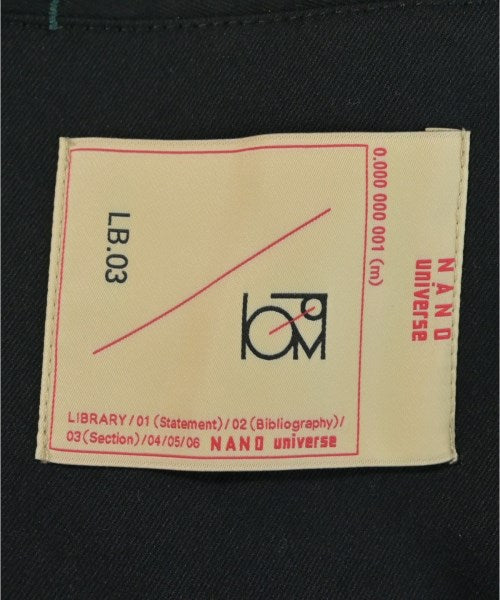 0.000 000 001 (m)
NANO
universe
LB.03
LIBRARY/01(Statement)/02(Bibliography)/
03(Section)/04/05/06 NANO universe